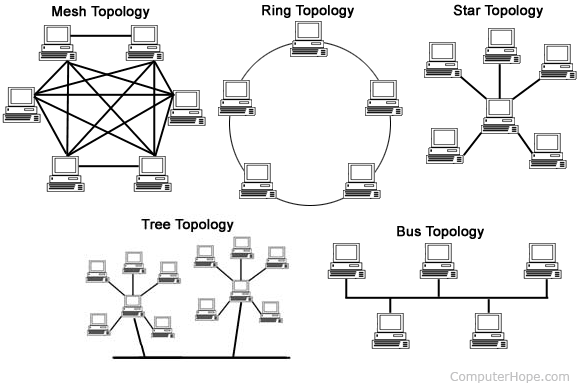 Mesh Topology
Ring Topology
Star Topology
Tree Topology
Bus Topology
ComputerHope.com